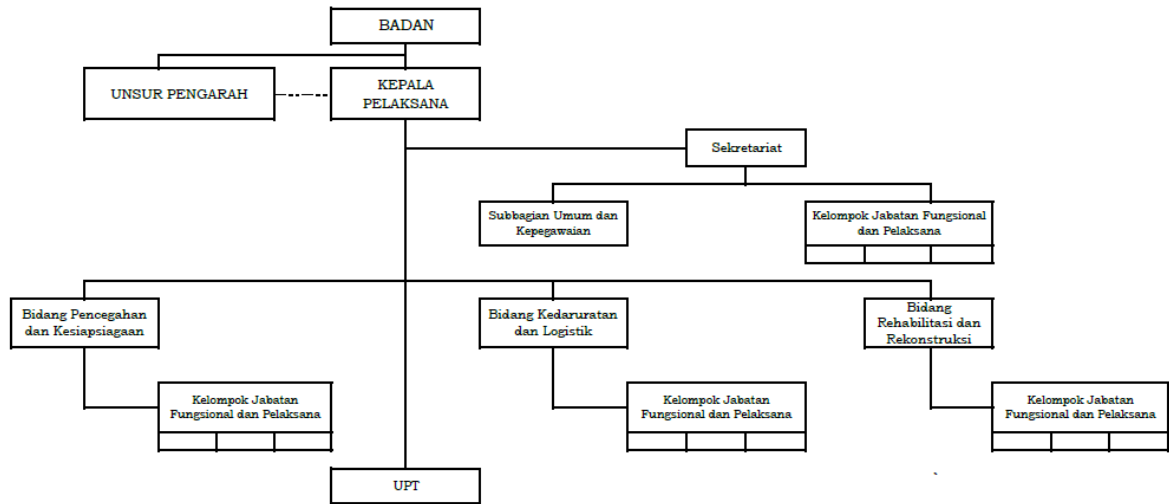 BADAN
UNSUR PENGARAH
KEPALA
PELAKSANA
Sekretariat
Subbagian Umum dan
Kepegawaian
Kelompok Jabatan Fungsional
dan Pelaksana
Bidang Pencegahan
dan Kesiapsiagaan
Bidang Kedaruratan
dan Logistik
Bidang
Rehabilitasi dan
Rekonstruksi
Kelompok Jabatan
Fungsional dan Pelaksana
Kelompok Jabatan
Fungsional dan Pelaksana
Kelompok Jabatan
Fungsional dan Pelaksana
UPT